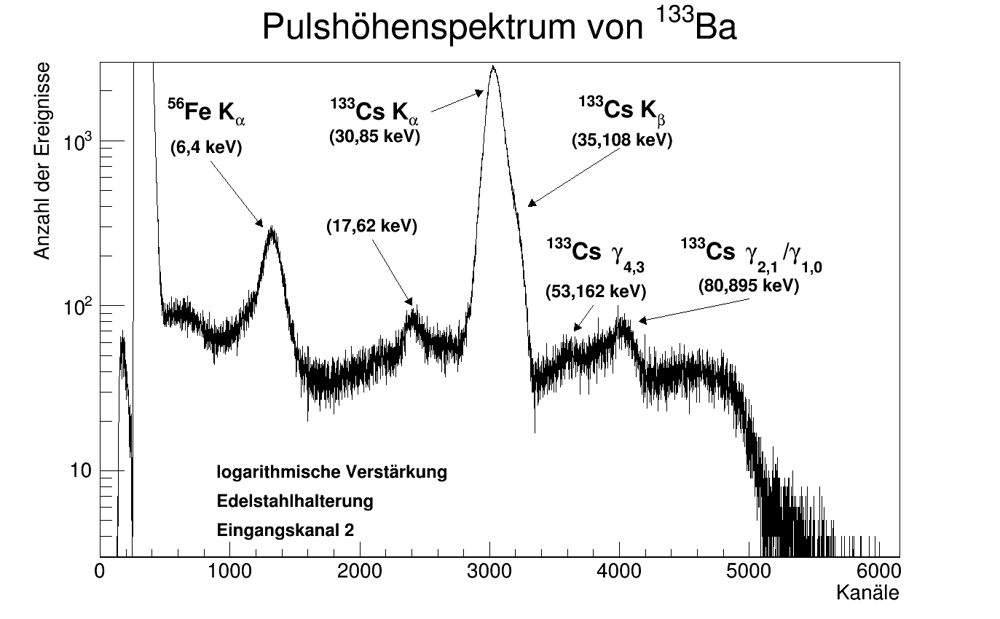 Pulshöhenspektrum von ¹³³Ba
Anzahl der Ereignisse
⁵⁶Fe Kα
(6,4 keV)
¹³³Cs Kα
(30,85 keV)
¹³³Cs Kβ
(35,108 keV)
(17,62 keV)
¹³³Cs γ4,3
(53,162 keV)
¹³³Cs γ2,1/γ1,0
(80,895 keV)
10³
10²
10
logarithmische Verstärkung
Edelstahlhalterung
Eingangskanal 2
0 1000 2000 3000 4000 5000 6000
Kanäle